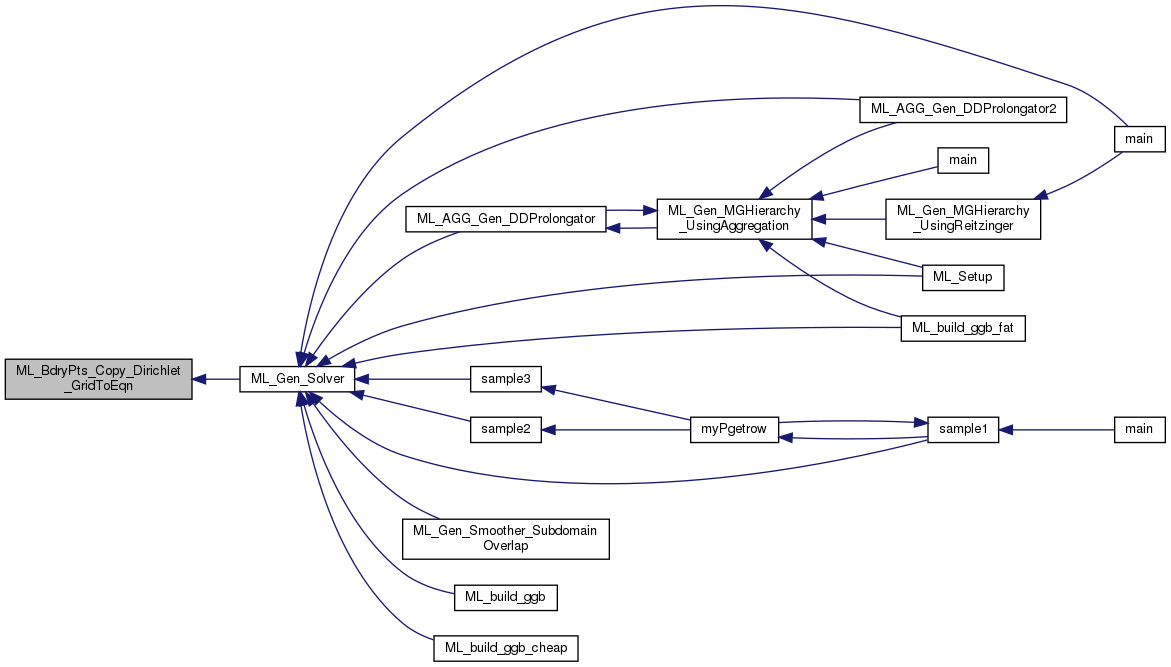 ML_AGG_Gen_DDProlongator2
main
main
ML_Gen_MGHierarchy
_UsingAggregation
ML_Gen_MGHierarchy
_UsingReitzinger
ML_AGG_Gen_DDProlongator
ML_Setup
ML_build_ggb_fat
ML_BdryPts_Copy_Dirichlet
_GridToEqn
ML_Gen_Solver
sample3
sample2
myPgetrow
sample1
main
ML_Gen_Smoother_Subdomain
Overlap
ML_build_ggb
ML_build_ggb_cheap